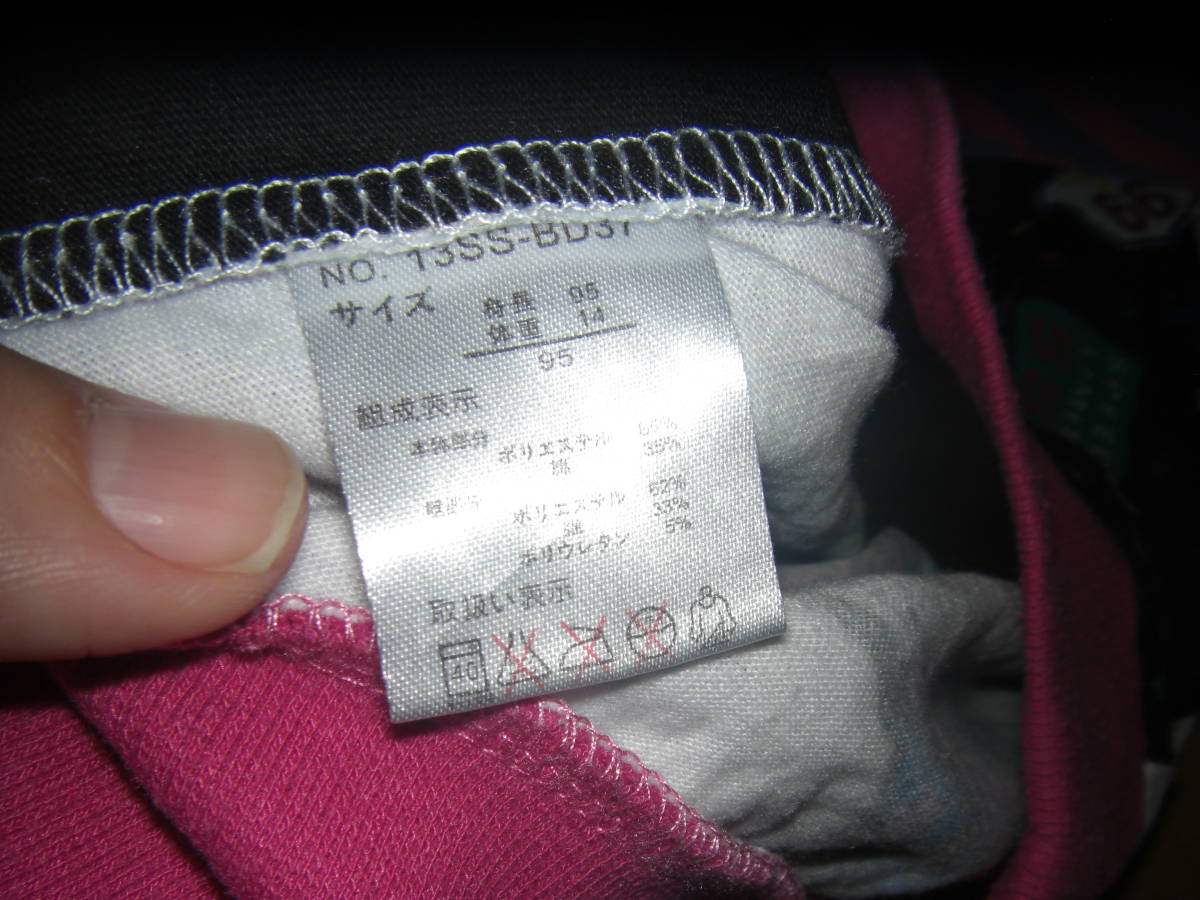 NO. 13SS-BD37
サイズ 身長 95
体重 14
95
組成表示
本体部分 ポリエステル 65%
綿 35%
ポリエステル 62%
綿 33%
ポリウレタン 5%
取扱い表示
40